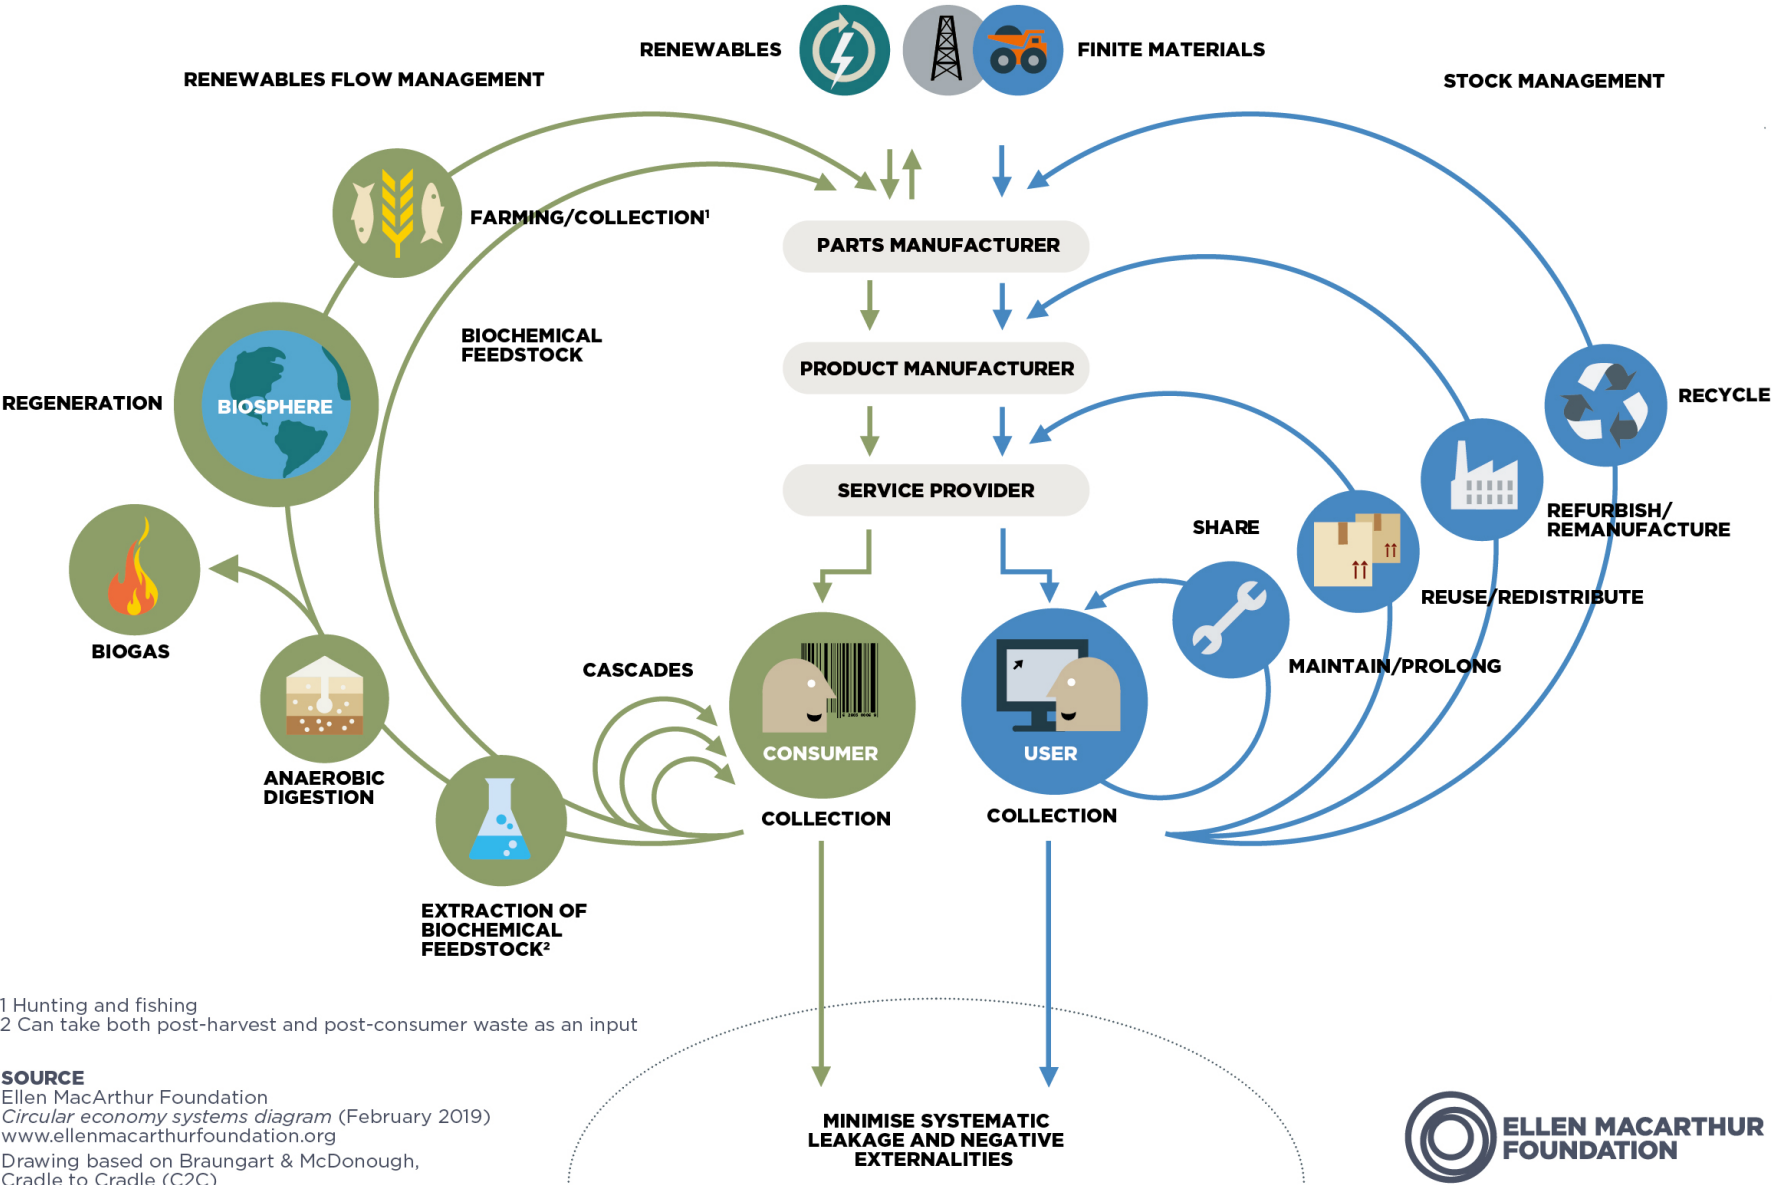 RENEWABLES
FINITE MATERIALS
RENEWABLES FLOW MANAGEMENT
STOCK MANAGEMENT
FARMING/COLLECTION¹
PARTS MANUFACTURER
BIOCHEMICAL
FEEDSTOCK
PRODUCT MANUFACTURER
REGENERATION
BIOSPHERE
RECYCLE
SERVICE PROVIDER
SHARE
REFURBISH/
REMANUFACTURE
REUSE/REDISTRIBUTE
BIOGAS
CASCADES
MAINTAIN/PROLONG
CONSUMER
USER
ANAEROBIC
DIGESTION
COLLECTION
COLLECTION
EXTRACTION OF
BIOCHEMICAL
FEEDSTOCK²
1 Hunting and fishing
2 Can take both post-harvest and post-consumer waste as an input
SOURCE
Ellen MacArthur Foundation
Circular economy systems diagram (February 2019)
www.ellenmacarthurfoundation.org
Drawing based on Braungart & McDonough,
Cradle to Cradle (C2C)
MINIMISE SYSTEMATIC
LEAKAGE AND NEGATIVE
EXTERNALITIES
ELLEN MACARTHUR
FOUNDATION